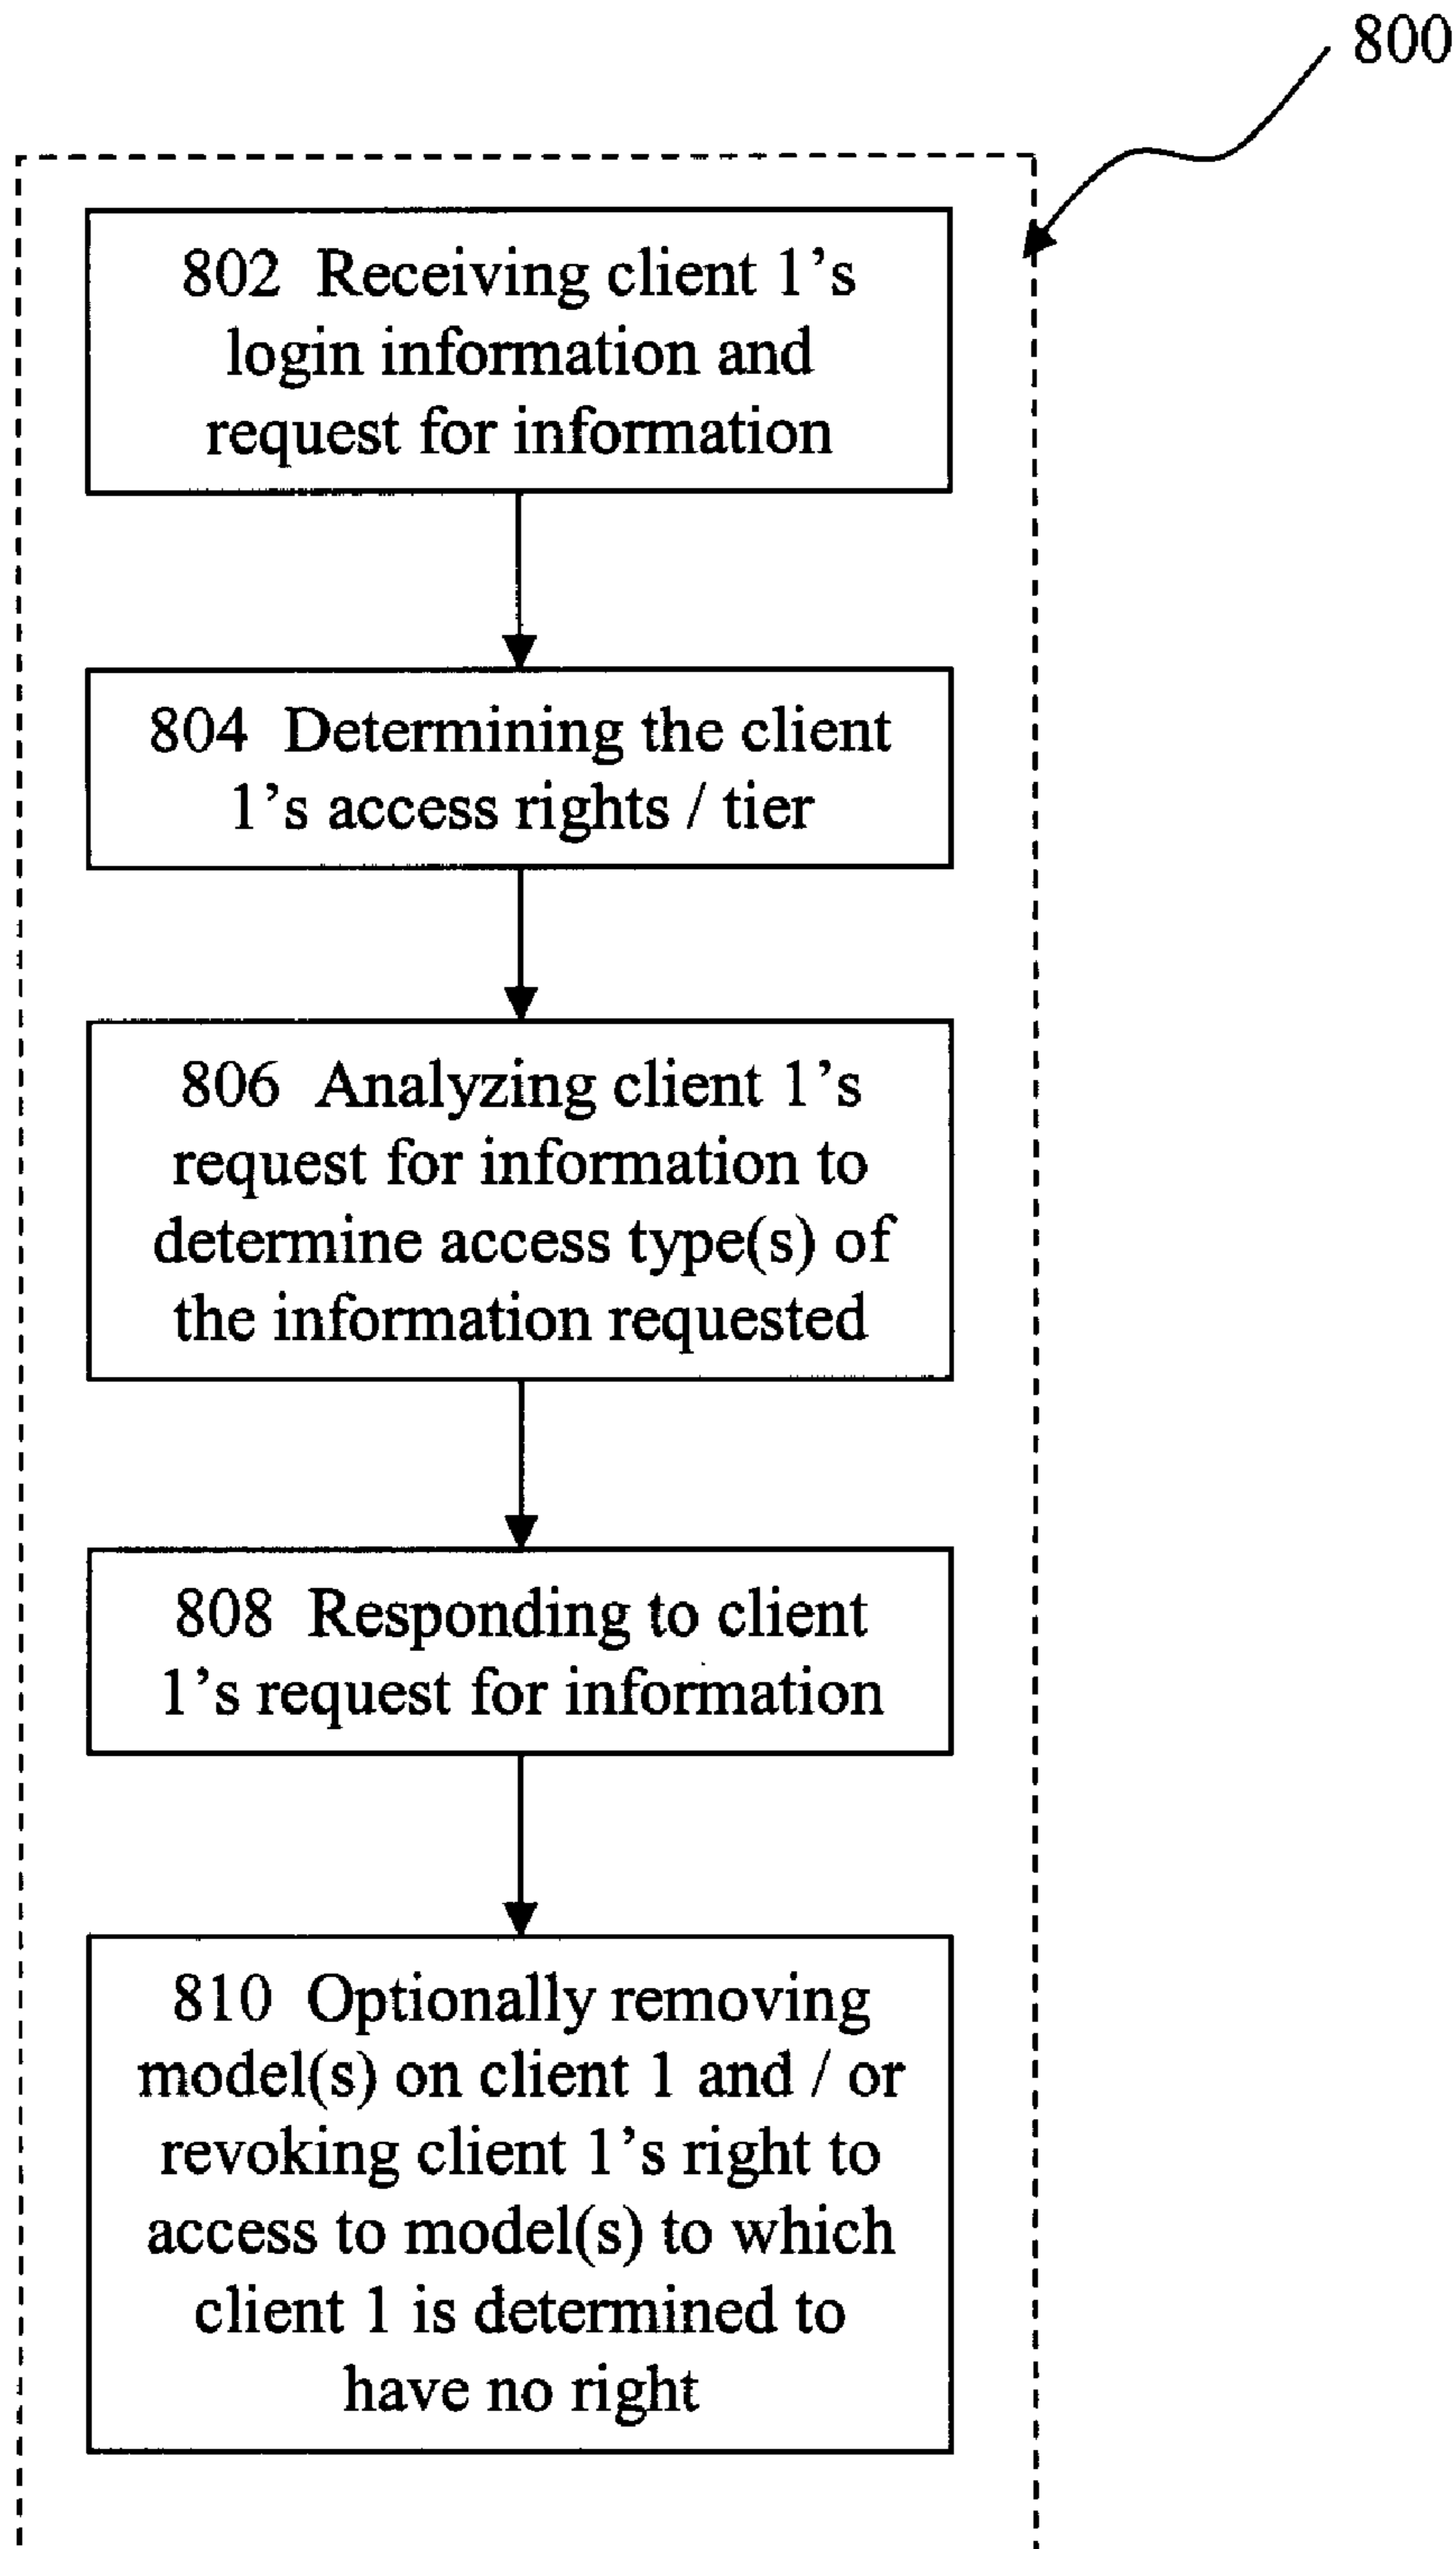 800
802 Receiving client 1’s
login information and
request for information
804 Determining the client
1’s access rights / tier
806 Analyzing client 1’s
request for information to
determine access type(s) of
the information requested
808 Responding to client
1’s request for information
810 Optionally removing
model(s) on client 1 and / or
revoking client 1’s right to
access to model(s) to which
client 1 is determined to
have no right